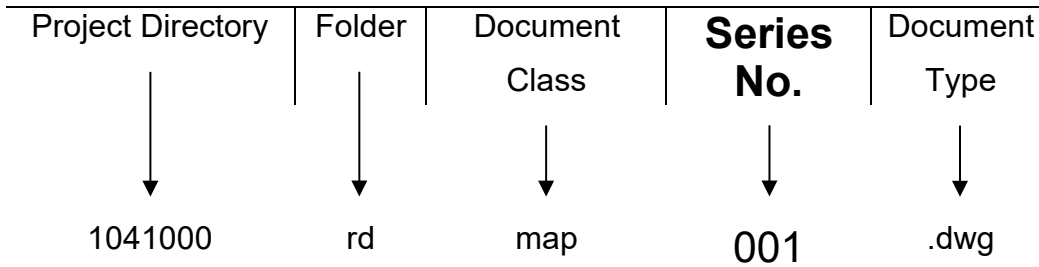 Project Directory Folder Document Class Series No. Document Type
1041000 rd map 001 .dwg